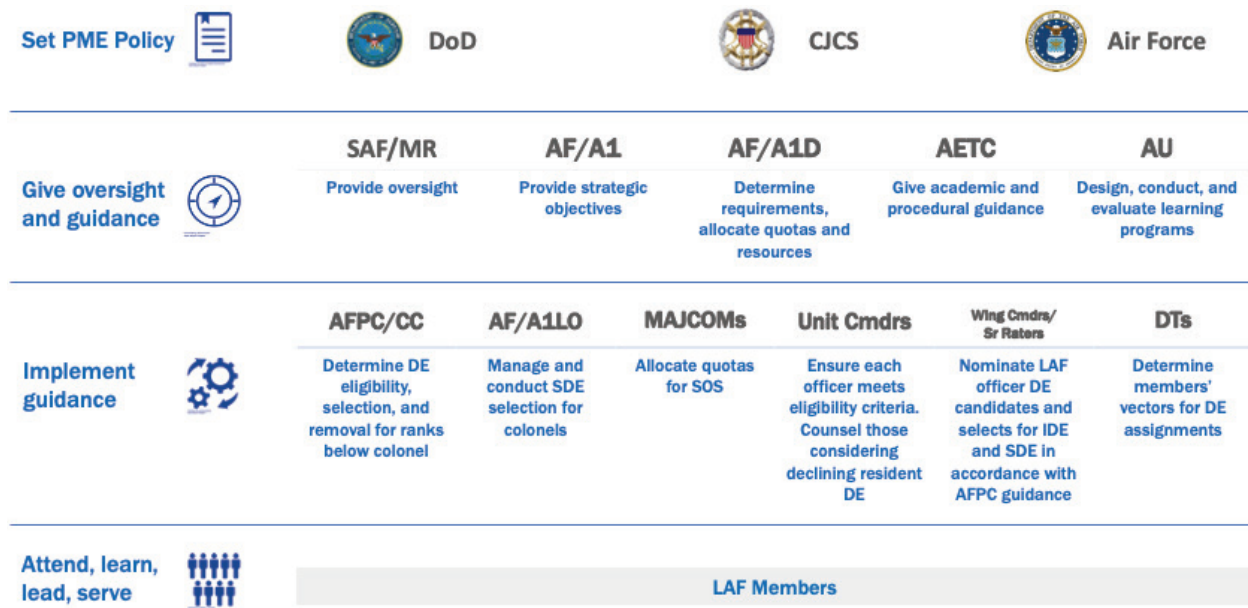 Set PME Policy
DoD
CJCS
Air Force
Give oversight
and guidance
SAF/MR
Provide oversight
AF/A1
Provide strategic
objectives
AF/A1D
Determine
requirements,
allocate quotas and
resources
AETC
Give academic and
procedural guidance
AU
Design, conduct, and
evaluate learning
programs
Implement
guidance
AFPC/CC
Determine DE
eligibility,
selection, and
removal for ranks
below colonel
AF/A1LO
Manage and
conduct SDE
selection for
colonels
MAJCOMs
Allocate quotas
for SOS
Unit Cmdrs
Ensure each
officer meets
eligibility criteria.
Counsel those
considering
declining resident
DE
Wing Cmdrs/
Sr Raters
Nominate LAF
officer DE
candidates and
selects for IDE
and SDE in
accordance with
AFPC guidance
DTs
Determine
members'
vectors for DE
assignments
Attend, learn,
lead, serve
LAF Members